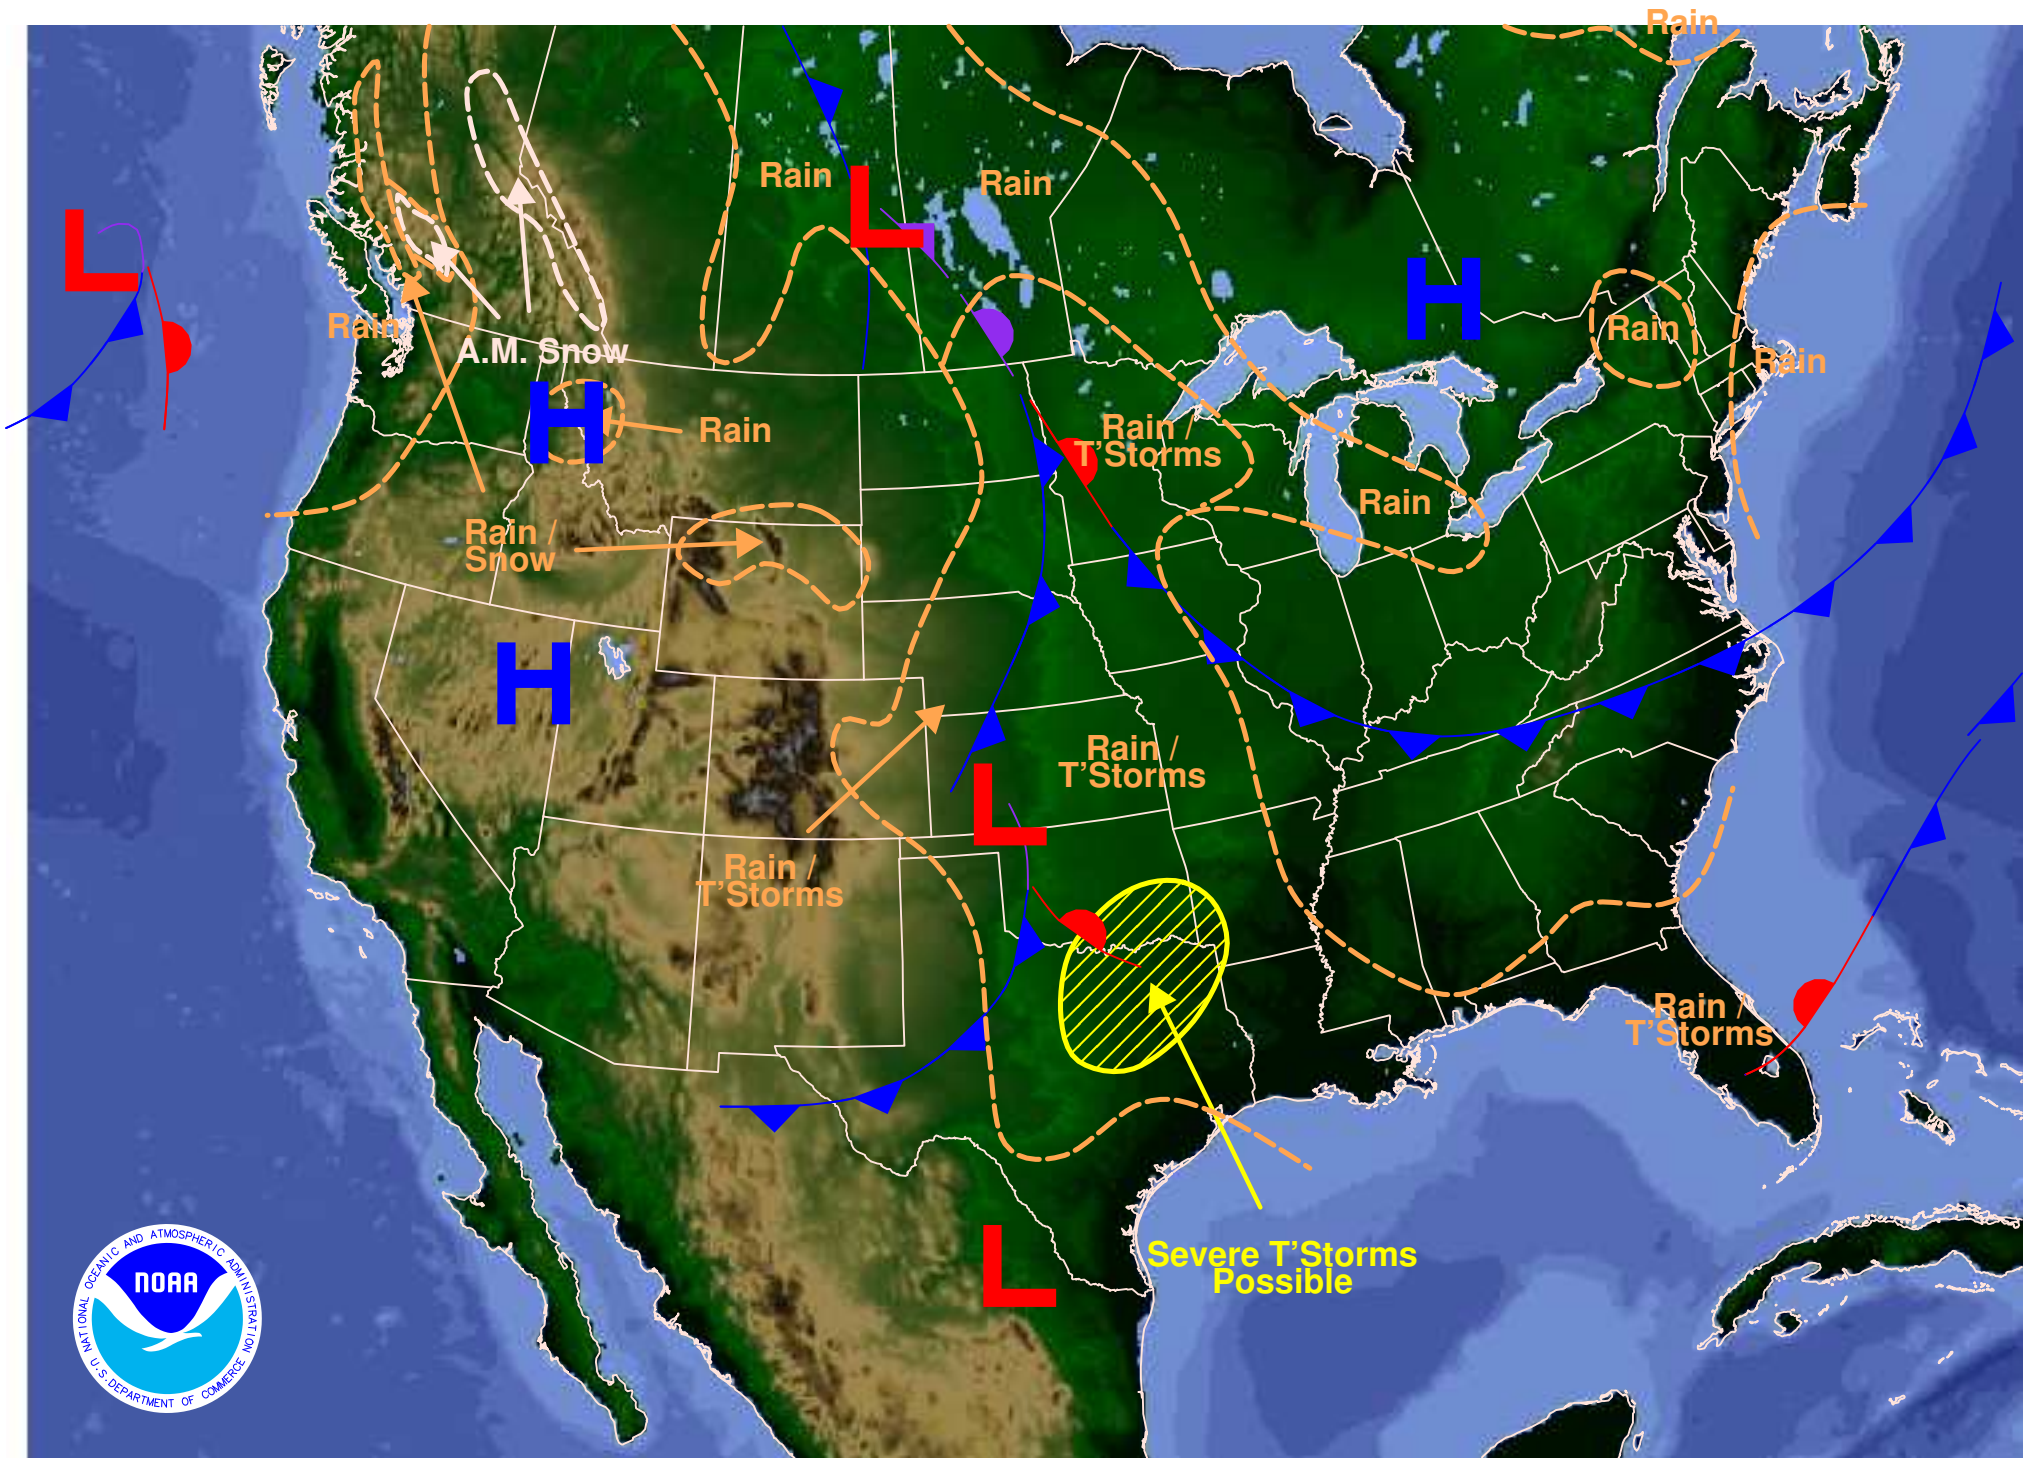 Rain
Rain
Rain
L
L
H
Rain
Rain
Rain
A.M. Snow
H
Rain
Rain /
T'Storms
Rain
Rain /
Snow
H
Rain /
T'Storms
L
Rain /
T'Storms
Rain /
T'Storms
L
Severe T'Storms
Possible
NATIONAL OCEANIC AND ATMOSPHERIC ADMINISTRATION
NOAA
U.S. DEPARTMENT OF COMMERCE